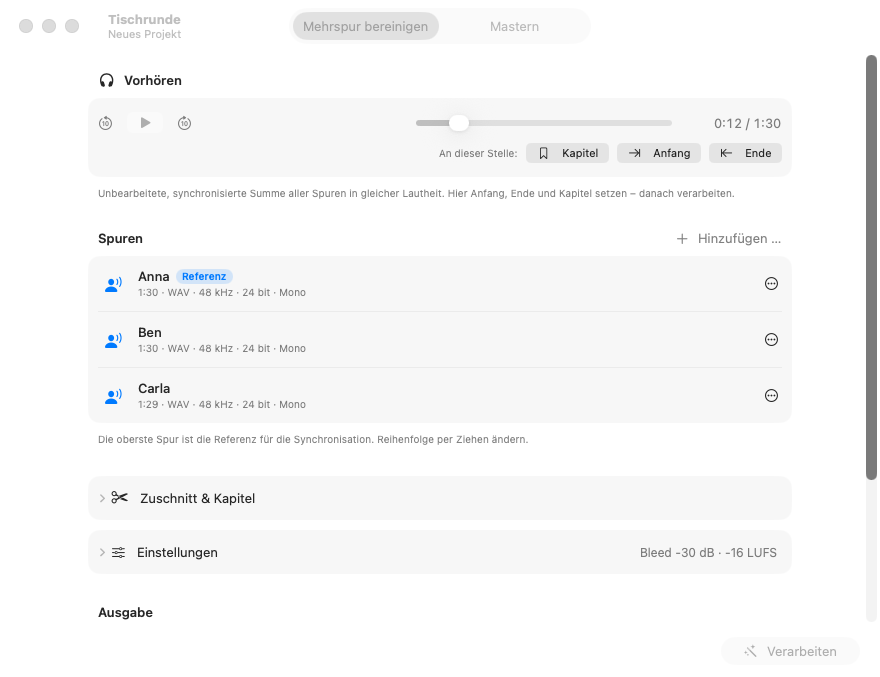 Tischrunde
Neues Projekt
Mehrspur bereinigen
Mastern
Vorhören
10
10
0:12 / 1:30
An dieser Stelle:
Kapitel
Anfang
Ende
Unbearbeitete, synchronisierte Summe aller Spuren in gleicher Lautheit. Hier Anfang, Ende und Kapitel setzen – danach verarbeiten.
Spuren
Hinzufügen ...
Anna
Referenz
1:30 · WAV · 48 kHz · 24 bit · Mono
Ben
1:30 · WAV · 48 kHz · 24 bit · Mono
Carla
1:29 · WAV · 48 kHz · 24 bit · Mono
Die oberste Spur ist die Referenz für die Synchronisation. Reihenfolge per Ziehen ändern.
Zuschnitt & Kapitel
Einstellungen
Bleed -30 dB · -16 LUFS
Ausgabe
Verarbeiten